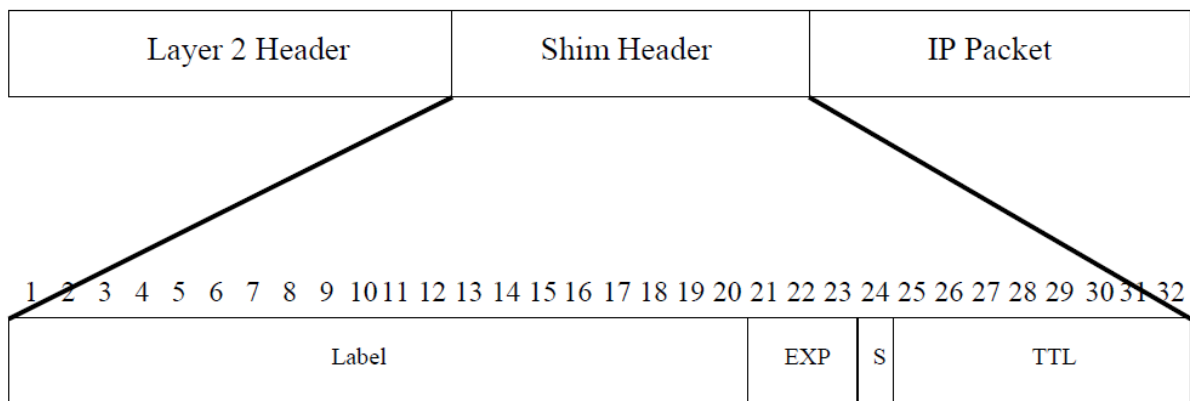 Layer 2 Header Shim Header IP Packet
1 2 3 4 5 6 7 8 9 10 11 12 13 14 15 16 17 18 19 20 21 22 23 24 25 26 27 28 29 30 31 32
Label EXP S TTL